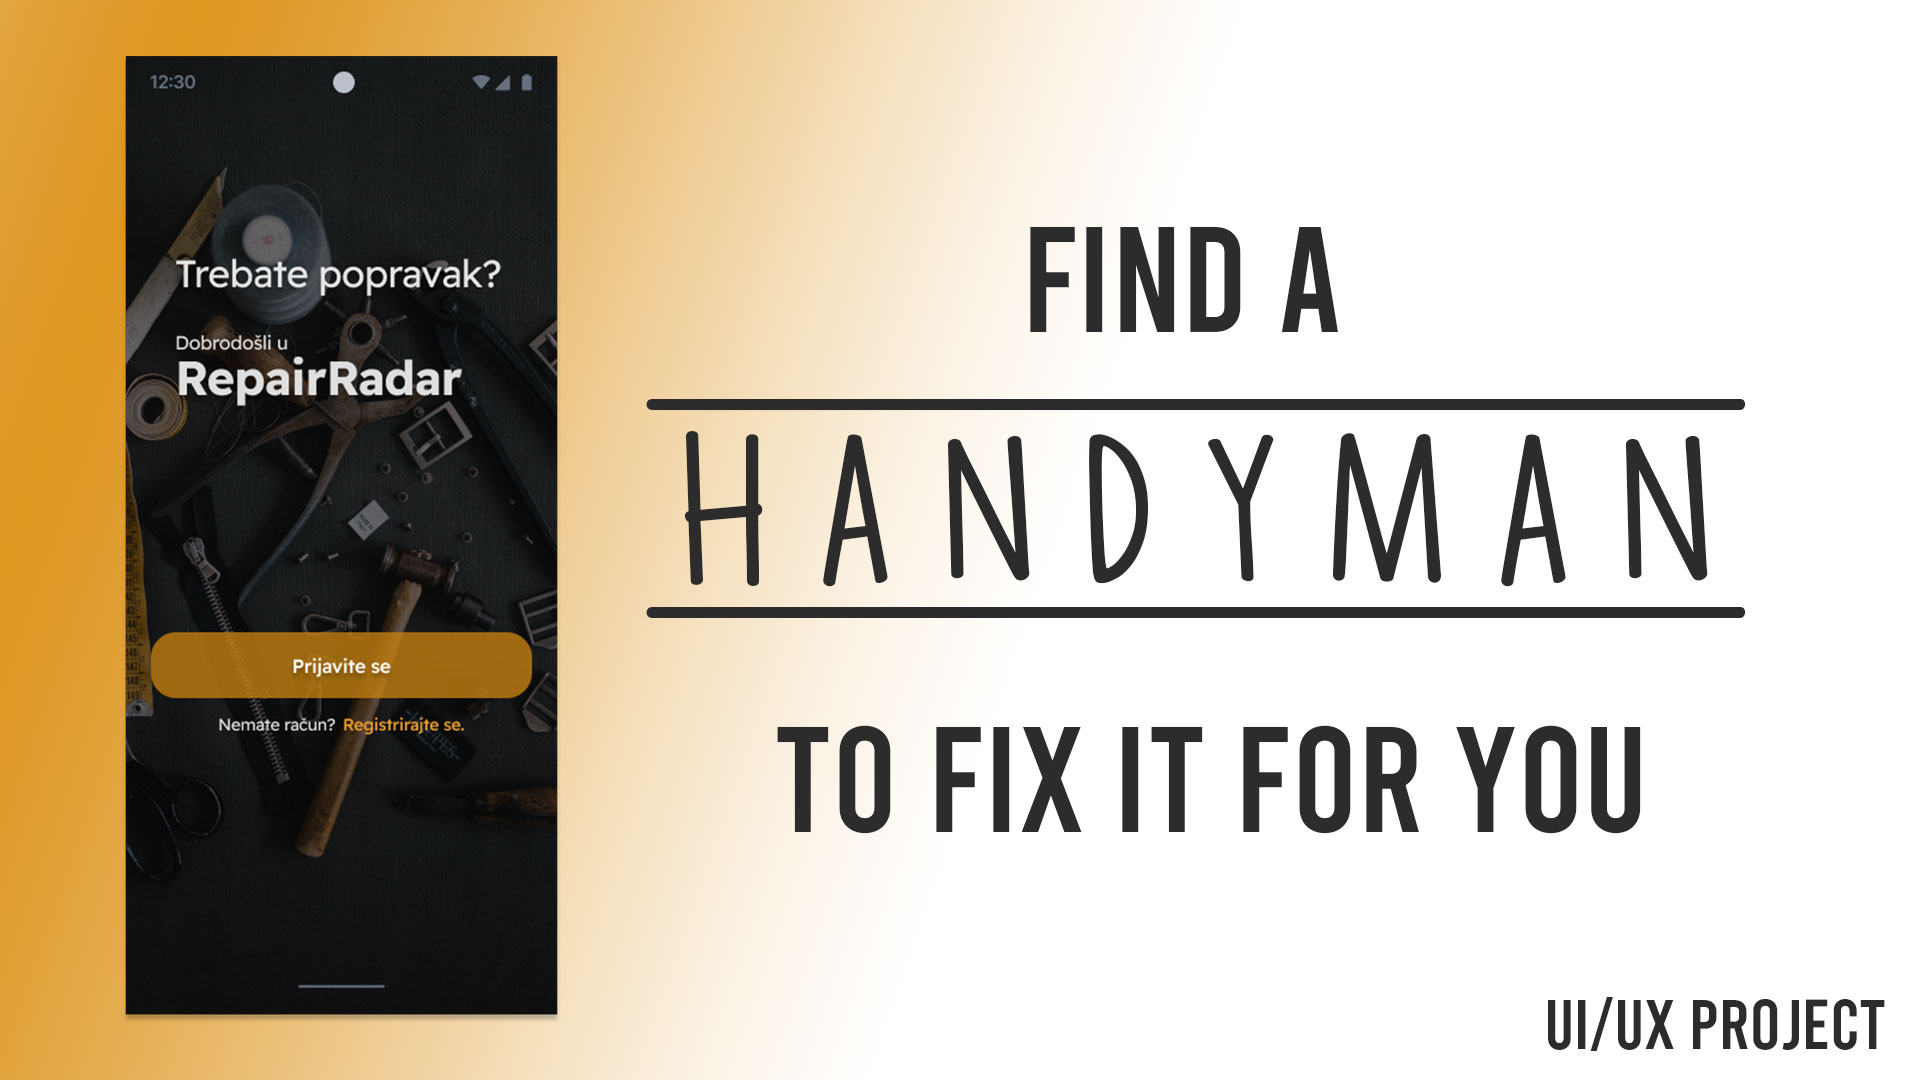 12:30
Trebate popravak?
Dobrodošli u
RepairRadar
Prijavite se
Nemate račun? Registrirajte se.
FIND A
HANDYMAN
TO FIX IT FOR YOU
UI/UX PROJECT